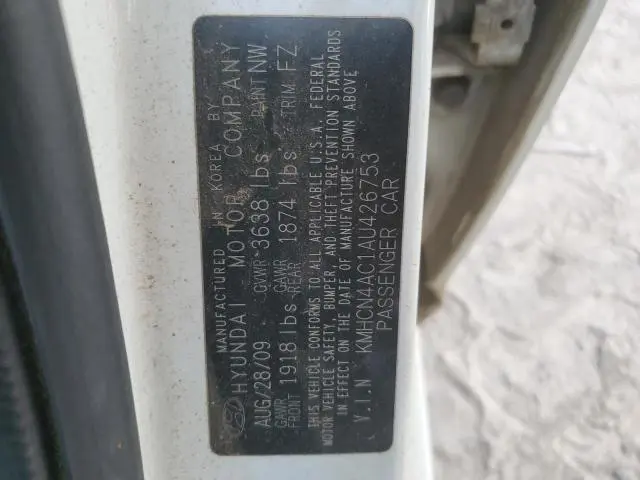 MANUFACTURED IN KOREA BY
HYUNDAI MOTOR COMPANY
AUG/28/09 GVWR 3638 lbs PAINT NW
GAWR FRONT 1918 lbs GAWR REAR 1874 lbs TRIM FZ
THIS VEHICLE CONFORMS TO ALL APPLICABLE U.S.A. FEDERAL
MOTOR VEHICLE SAFETY, BUMPER, AND THEFT PREVENTION STANDARDS
IN EFFECT ON THE DATE OF MANUFACTURE SHOWN ABOVE
V.I.N KMHCN4AC1AU426753
PASSENGER CAR